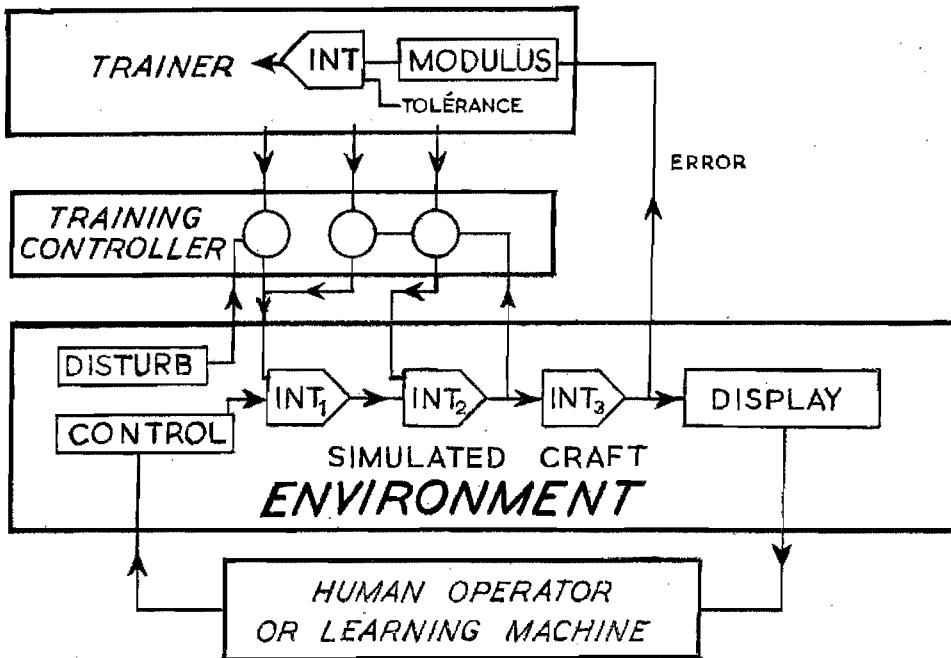 TRAINER
INT
MODULUS
TOLÉRANCE
ERROR
TRAINING
CONTROLLER
DISTURB
CONTROL
INT₁
INT₂
INT₃
DISPLAY
SIMULATED CRAFT
ENVIRONMENT
HUMAN OPERATOR
OR LEARNING MACHINE